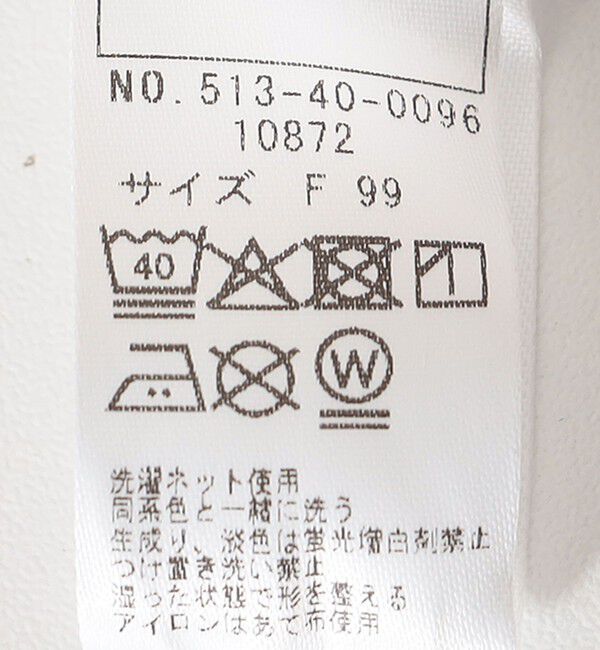 NO. 513-40-0096
10872
サイズ F 99
40
W
洗濯ネット使用
同系色と一緒に洗う
生成り、淡色は蛍光増白剤禁止
つけ置き洗い禁止
湿った状態で形を整える
アイロンはあて布使用